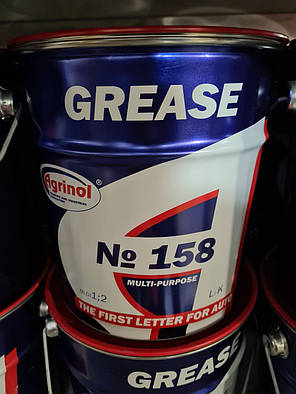 GREASE
Agrinol®
№ 158
MULTI-PURPOSE
L-K
THE FIRST LETTER FOR AUTO
GREASE